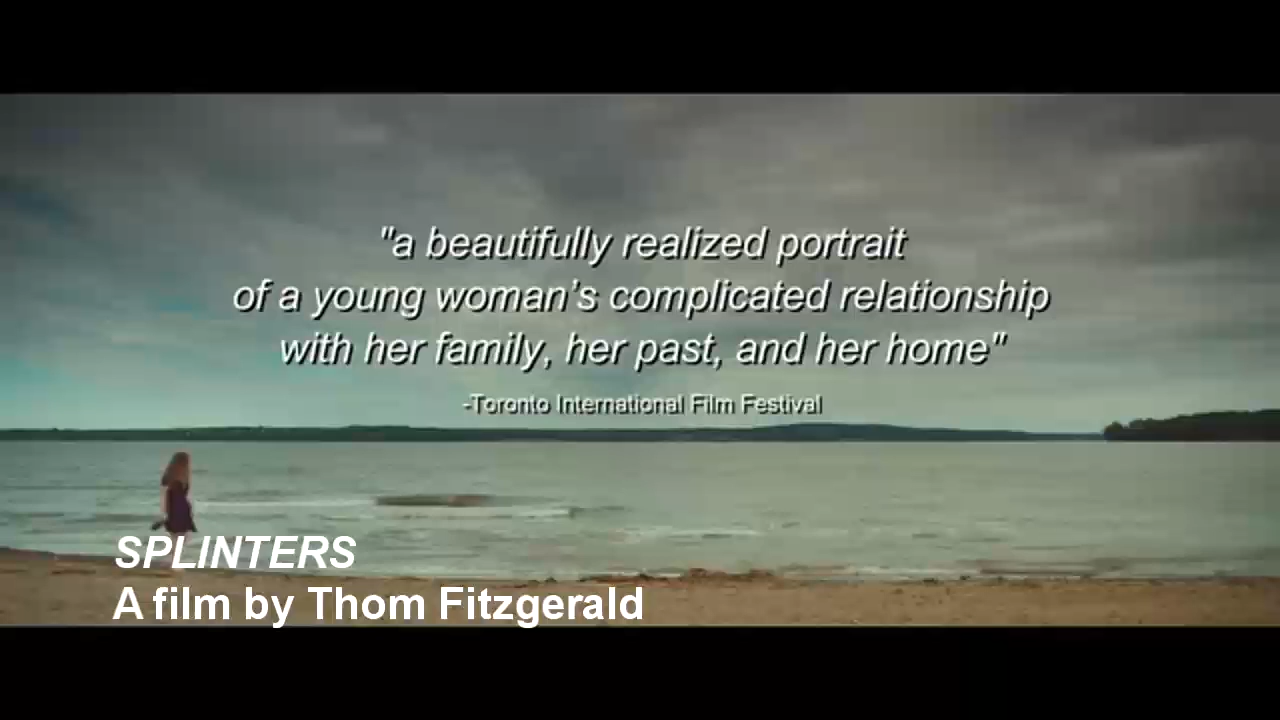 "a beautifully realized portrait
of a young woman's complicated relationship
with her family, her past, and her home"
-Toronto International Film Festival
SPLINTERS
A film by Thom Fitzgerald